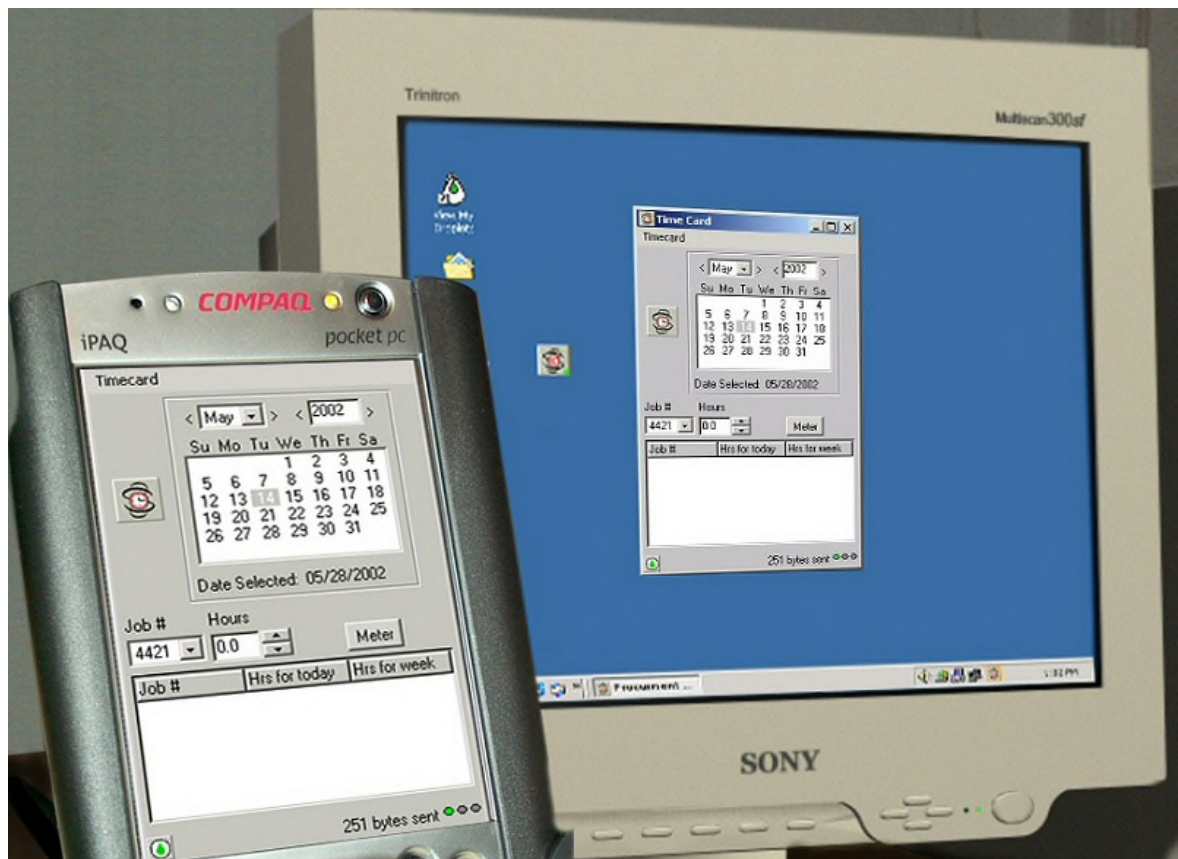 Trinitron
Multiscan300sf
View My
Droplets
Time Card
Timecard
< May > < 2002 >
Su Mo Tu We Th Fr Sa
1 2 3 4
5 6 7 8 9 10 11
12 13 14 15 16 17 18
19 20 21 22 23 24 25
26 27 28 29 30 31
Date Selected: 05/28/2002
Job # Hours
4421 0.0 Meter
Job # Hrs for today Hrs for week
251 bytes sent
Procurement ...
SONY
COMPAQ
iPAQ pocket pc
Timecard
< May > < 2002 >
Su Mo Tu We Th Fr Sa
1 2 3 4
5 6 7 8 9 10 11
12 13 14 15 16 17 18
19 20 21 22 23 24 25
26 27 28 29 30 31
Date Selected: 05/28/2002
Job # Hours
4421 0.0 Meter
Job # Hrs for today Hrs for week
251 bytes sent